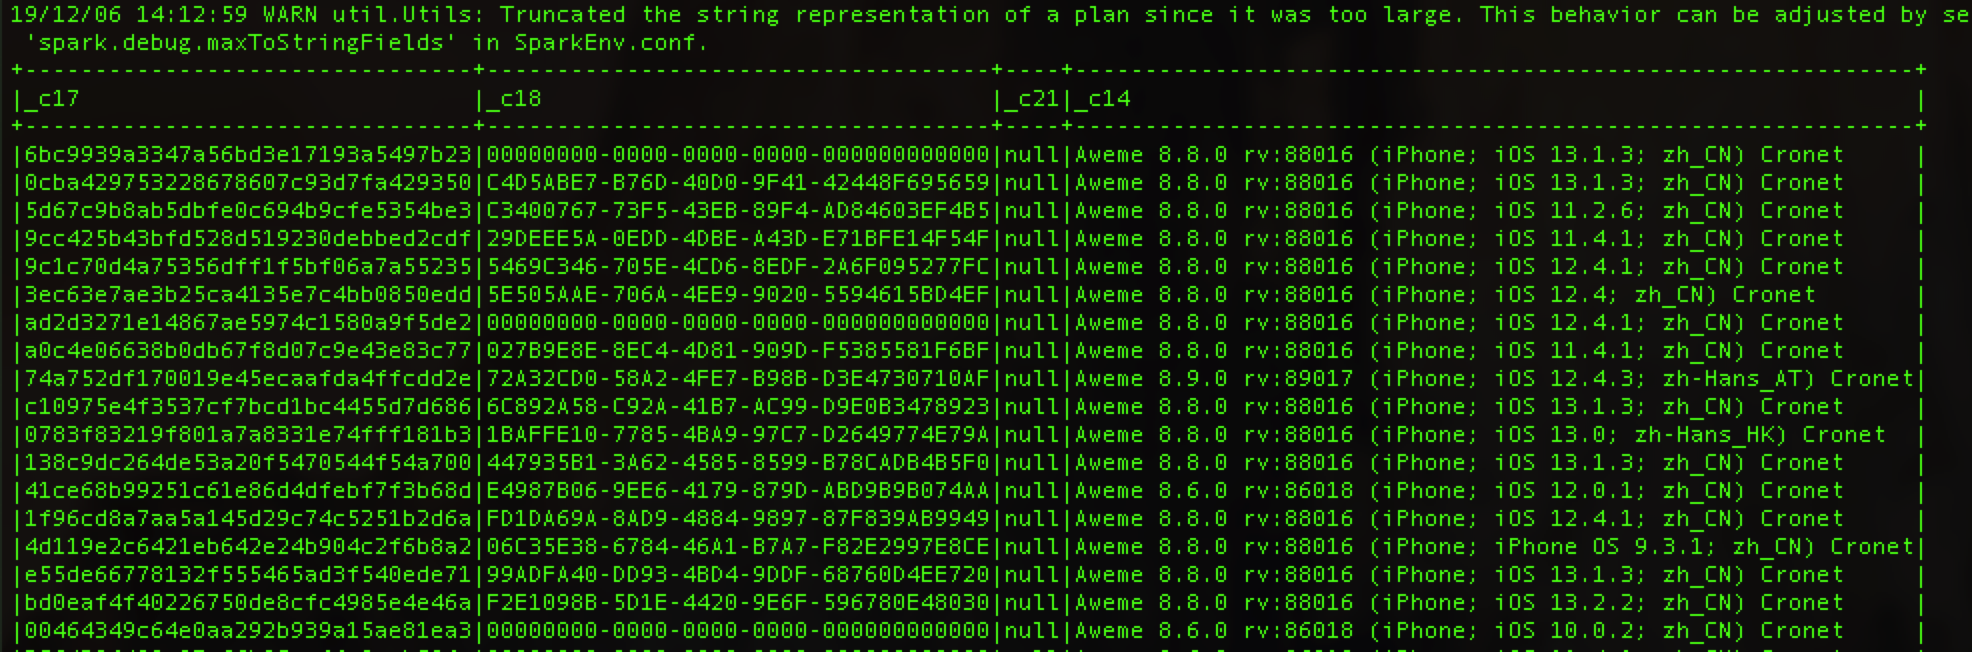 19/12/06 14:12:59 WARN util.Utils: Truncated the string representation of a plan since it was too large. This behavior can be adjusted by se
'spark.debug.maxToStringFields' in SparkEnv.conf.
+--------------------------------+------------------------------------+----+------------------------------------------------------------+
|_c17 |_c18 |_c21|_c14 |
+--------------------------------+------------------------------------+----+------------------------------------------------------------+
|6bc9939a3347a56bd3e17193a5497b23|00000000-0000-0000-0000-000000000000|null|Aweme 8.8.0 rv:88016 (iPhone; iOS 13.1.3; zh_CN) Cronet |
|0cba429753228678607c93d7fa429350|C4D5ABE7-B76D-40D0-9F41-42448F695659|null|Aweme 8.8.0 rv:88016 (iPhone; iOS 13.1.3; zh_CN) Cronet |
|5d67c9b8ab5dbfe0c694b9cfe5354be3|C3400767-73F5-43EB-89F4-AD84603EF4B5|null|Aweme 8.8.0 rv:88016 (iPhone; iOS 11.2.6; zh_CN) Cronet |
|9cc425b43bfd528d519230debbed2cdf|29DEEE5A-0EDD-4DBE-A43D-E71BFE14F54F|null|Aweme 8.8.0 rv:88016 (iPhone; iOS 11.4.1; zh_CN) Cronet |
|9c1c70d4a75356dff1f5bf06a7a55235|5469C346-705E-4CD6-8EDF-2A6F095277FC|null|Aweme 8.8.0 rv:88016 (iPhone; iOS 12.4.1; zh_CN) Cronet |
|3ec63e7ae3b25ca4135e7c4bb0850edd|5E505AAE-706A-4EE9-9020-5594615BD4EF|null|Aweme 8.8.0 rv:88016 (iPhone; iOS 12.4; zh_CN) Cronet |
|ad2d3271e14867ae5974c1580a9f5de2|00000000-0000-0000-0000-000000000000|null|Aweme 8.8.0 rv:88016 (iPhone; iOS 12.4.1; zh_CN) Cronet |
|a0c4e06638b0db67f8d07c9e43e83c77|027B9E8E-8EC4-4D81-909D-F5385581F6BF|null|Aweme 8.8.0 rv:88016 (iPhone; iOS 11.4.1; zh_CN) Cronet |
|74a752df170019e45ecaafda4ffcdd2e|72A32CD0-58A2-4FE7-B98B-D3E4730710AF|null|Aweme 8.9.0 rv:89017 (iPhone; iOS 12.4.3; zh-Hans_AT) Cronet|
|c10975e4f3537cf7bcd1bc4455d7d686|6C892A58-C92A-41B7-AC99-D9E0B3478923|null|Aweme 8.8.0 rv:88016 (iPhone; iOS 13.1.3; zh_CN) Cronet |
|0783f83219f801a7a8331e74fff181b3|1BAFFE10-7785-4BA9-97C7-D2649774E79A|null|Aweme 8.8.0 rv:88016 (iPhone; iOS 13.0; zh-Hans_HK) Cronet |
|138c9dc264de53a20f5470544f54a700|447935B1-3A62-4585-8599-B78CADB4B5F0|null|Aweme 8.8.0 rv:88016 (iPhone; iOS 13.1.3; zh_CN) Cronet |
|41ce68b99251c61e86d4dfebf7f3b68d|E4987B06-9EE6-4179-879D-ABD9B9B074AA|null|Aweme 8.6.0 rv:86018 (iPhone; iOS 12.0.1; zh_CN) Cronet |
|1f96cd8a7aa5a145d29c74c5251b2d6a|FD1DA69A-8AD9-4884-9897-87F839AB9949|null|Aweme 8.8.0 rv:88016 (iPhone; iOS 12.4.1; zh_CN) Cronet |
|4d119e2c6421eb642e24b904c2f6b8a2|06C35E38-6784-46A1-B7A7-F82E2997E8CE|null|Aweme 8.8.0 rv:88016 (iPhone; iPhone OS 9.3.1; zh_CN) Cronet|
|e55de66778132f555465ad3f540ede71|99ADFA40-DD93-4BD4-9DDF-68760D4EE720|null|Aweme 8.8.0 rv:88016 (iPhone; iOS 13.1.3; zh_CN) Cronet |
|bd0eaf4f40226750de8cfc4985e4e46a|F2E1098B-5D1E-4420-9E6F-596780E48030|null|Aweme 8.8.0 rv:88016 (iPhone; iOS 13.2.2; zh_CN) Cronet |
|00464349c64e0aa292b939a15ae81ea3|00000000-0000-0000-0000-000000000000|null|Aweme 8.6.0 rv:86018 (iPhone; iOS 10.0.2; zh_CN) Cronet |